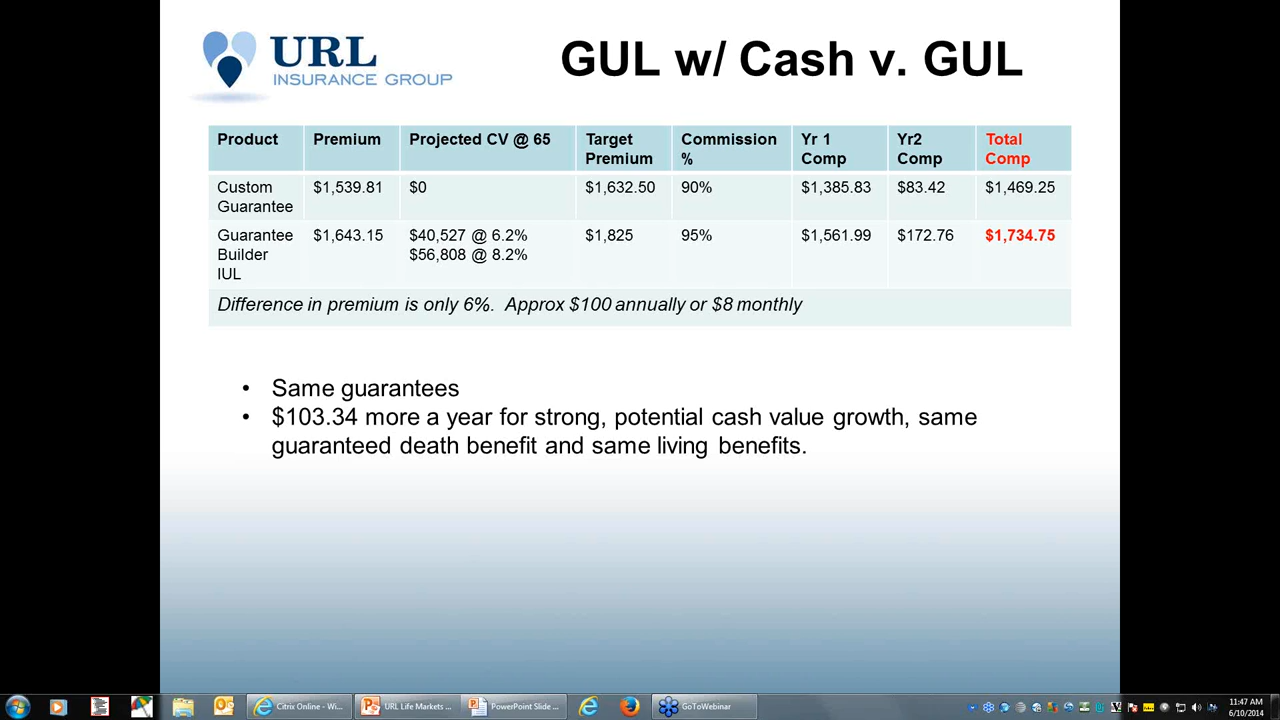 URL
INSURANCE GROUP
GUL w/ Cash v. GUL
Product Premium Projected CV @ 65 Target Premium Commission % Yr 1 Comp Yr2 Comp Total Comp
Custom Guarantee $1,539.81 $0 $1,632.50 90% $1,385.83 $83.42 $1,469.25
Guarantee Builder IUL $1,643.15 $40,527 @ 6.2% $56,808 @ 8.2% $1,825 95% $1,561.99 $172.76 $1,734.75
Difference in premium is only 6%. Approx $100 annually or $8 monthly
• Same guarantees
• $103.34 more a year for strong, potential cash value growth, same
guaranteed death benefit and same living benefits.
Citrix Online - Wi... URL Life Markets ... PowerPoint Slide ... GoToWebinar
11:47 AM
6/10/2014